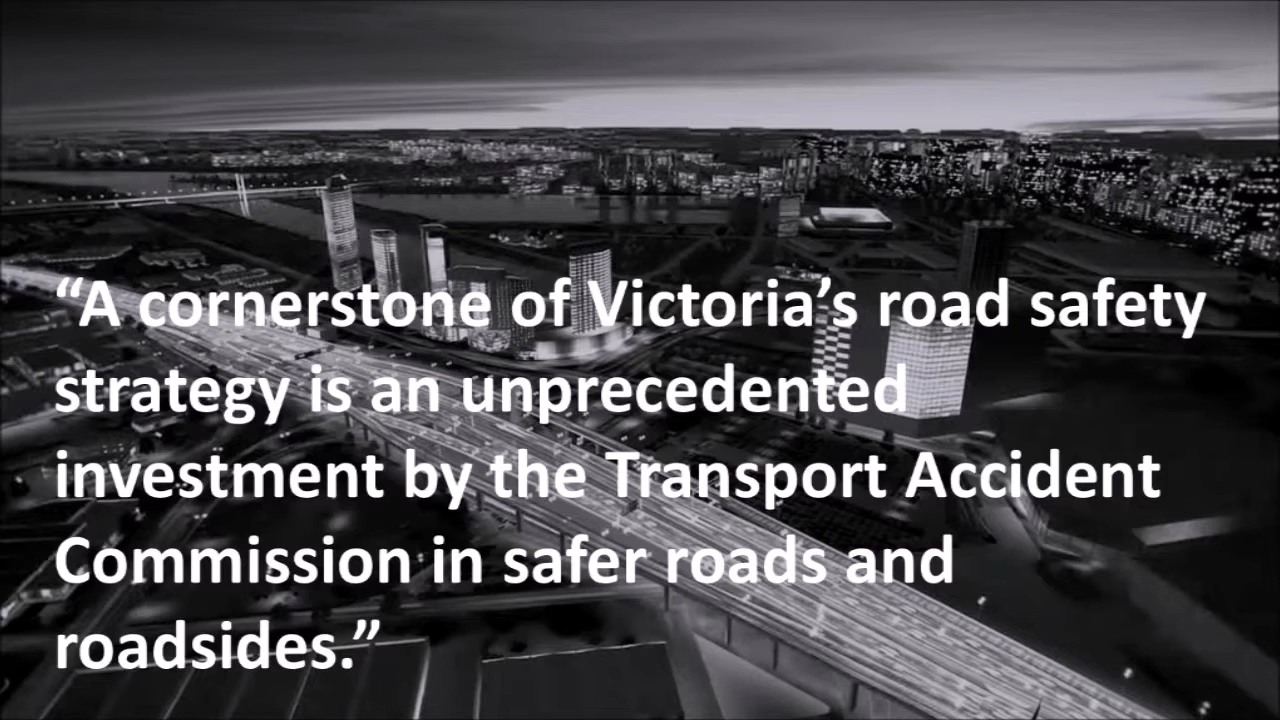 “A cornerstone of Victoria’s road safety
strategy is an unprecedented
investment by the Transport Accident
Commission in safer roads and
roadsides.”